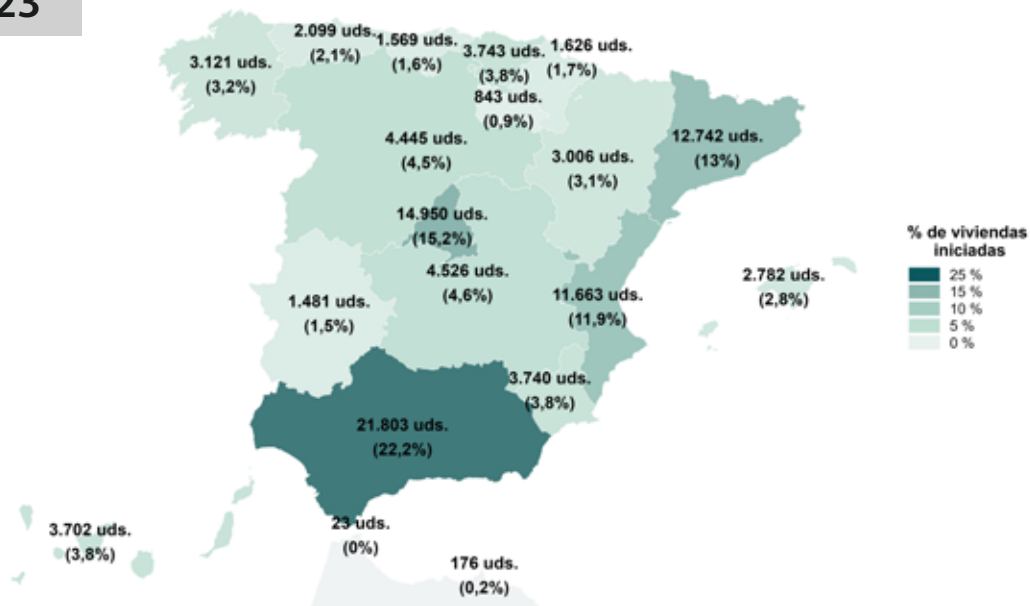 23
2.099 uds.
(2,1%)
1.569 uds.
(1,6%)
3.743 uds.
(3,8%)
1.626 uds.
(1,7%)
3.121 uds.
(3,2%)
843 uds.
(0,9%)
4.445 uds.
(4,5%)
3.006 uds.
(3,1%)
12.742 uds.
(13%)
14.950 uds.
(15,2%)
4.526 uds.
(4,6%)
1.481 uds.
(1,5%)
11.663 uds.
(11,9%)
2.782 uds.
(2,8%)
3.740 uds.
(3,8%)
21.803 uds.
(22,2%)
3.702 uds.
(3,8%)
23 uds.
(0%)
176 uds.
(0,2%)
% de viviendas
iniciadas
25 %
15 %
10 %
5 %
0 %